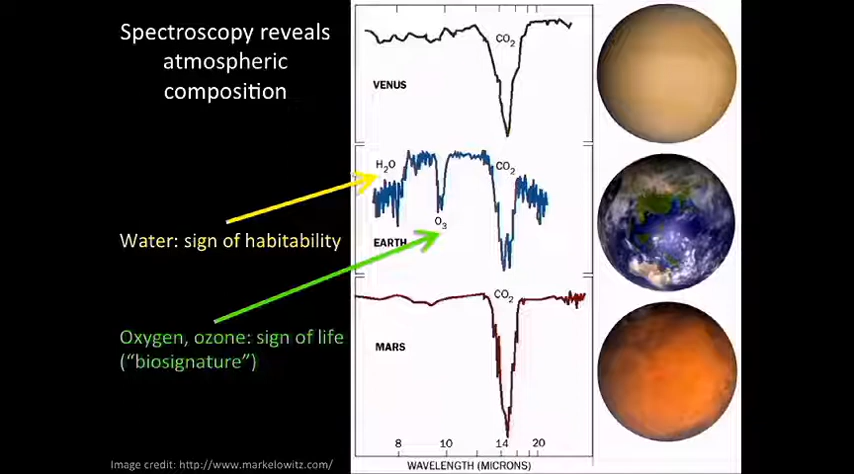 Spectroscopy reveals
atmospheric
composition
CO2
VENUS
H2O
CO2
O3
Water: sign of habitability
EARTH
CO2
Oxygen, ozone: sign of life
("biosignature")
MARS
8 10 14 20
WAVELENGTH (MICRONS)
Image credit: http://www.markelowitz.com/